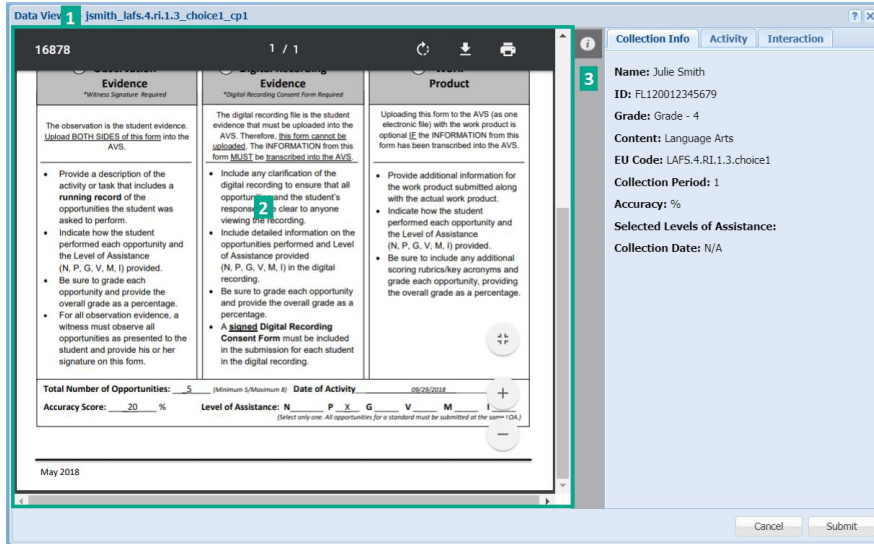 Data View jsmith_lafs.4.ri.1.3_choice1_cp1
1
16878
1 / 1
Observation
Evidence
*Witness Signature Required
Digital Recording
Evidence
*Digital Recording Consent Form Required
Work
Product
The observation is the student evidence.
Upload BOTH SIDES of this form into the
AVS.
The digital recording file is the student
evidence that must be uploaded into the
AVS. Therefore, this form cannot be
uploaded. The INFORMATION from this
form MUST be transcribed into the AVS.
Uploading this form to the AVS (as one
electronic file) with the work product is
optional IF the INFORMATION from this
form has been transcribed into the AVS.
• Provide a description of the
activity or task that includes a
running record of the
opportunities the student was
asked to perform.
• Indicate how the student
performed each opportunity and
the Level of Assistance
(N, P, G, V, M, I) provided.
• Be sure to grade each
opportunity and provide the
overall grade as a percentage.
• For all observation evidence, a
witness must observe all
opportunities as presented to the
student and provide his or her
signature on this form.
• Include any clarification of the
digital recording to ensure that all
opportunities and the student's
responses are clear to anyone
viewing the recording.
2
• Include detailed information on the
opportunities performed and Level
of Assistance provided
(N, P, G, V, M, I) in the digital
recording.
• Be sure to grade each opportunity
and provide the overall grade as a
percentage.
• A signed Digital Recording
Consent Form must be included
in the submission for each student
in the digital recording.
• Provide additional information for
the work product submitted along
with the actual work product.
• Indicate how the student
performed each opportunity and
the Level of Assistance
(N, P, G, V, M, I) provided.
• Be sure to include any additional
scoring rubrics/key acronyms and
grade each opportunity, providing
the overall grade as a percentage.
Total Number of Opportunities: 5 (Minimum 5/Maximum 8) Date of Activity 09/29/2018
Accuracy Score: 20 % Level of Assistance: N P X G V M I
(Select only one. All opportunities for a standard must be submitted at the same LOA.)
May 2018
3
Collection Info Activity Interaction
Name: Julie Smith
ID: FL120012345679
Grade: Grade - 4
Content: Language Arts
EU Code: LAFS.4.RI.1.3.choice1
Collection Period: 1
Accuracy: %
Selected Levels of Assistance:
Collection Date: N/A
Cancel Submit